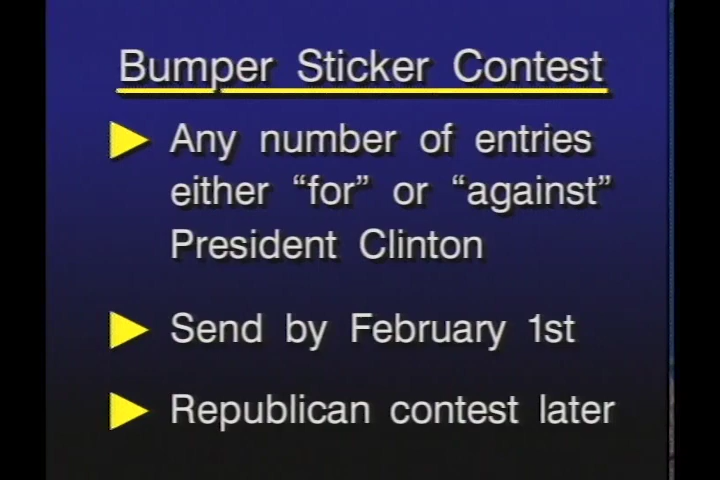 Bumper Sticker Contest
Any number of entries
either “for” or “against”
President Clinton
Send by February 1st
Republican contest later